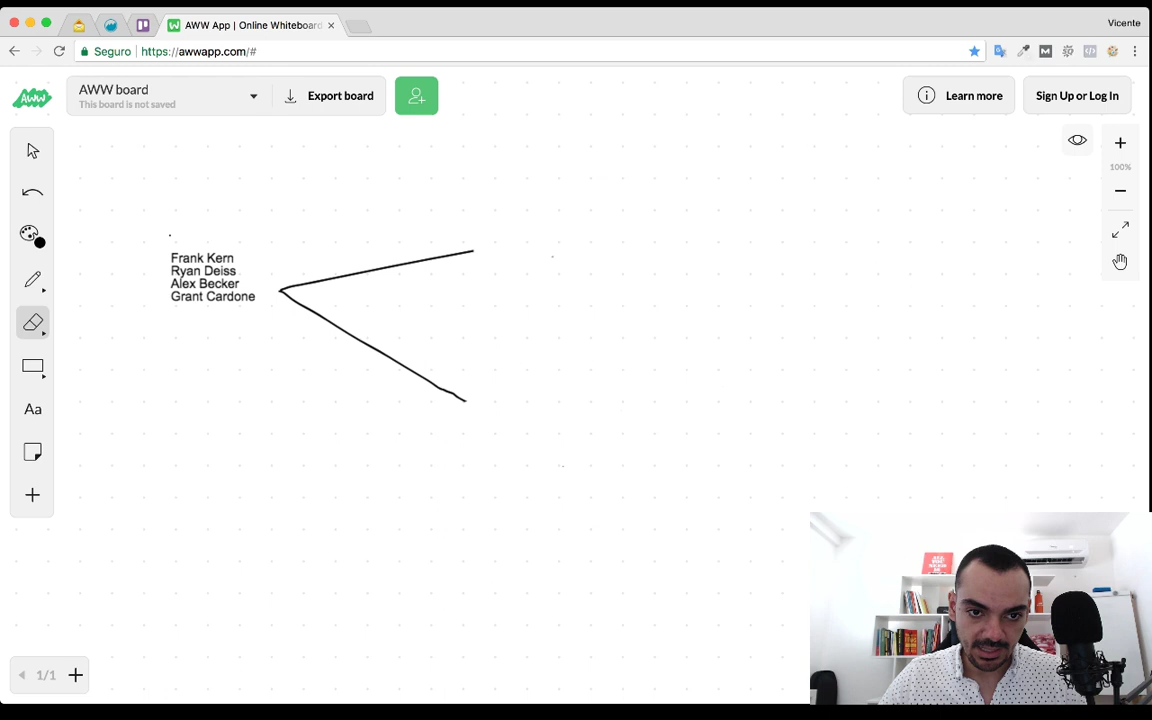 AWW App | Online Whiteboard
Vicente
Seguro
https://awwapp.com/#
AWW
AWW board
This board is not saved
Export board
Learn more
Sign Up or Log In
100%
Frank Kern
Ryan Deiss
Alex Becker
Grant Cardone
Aa
1/1